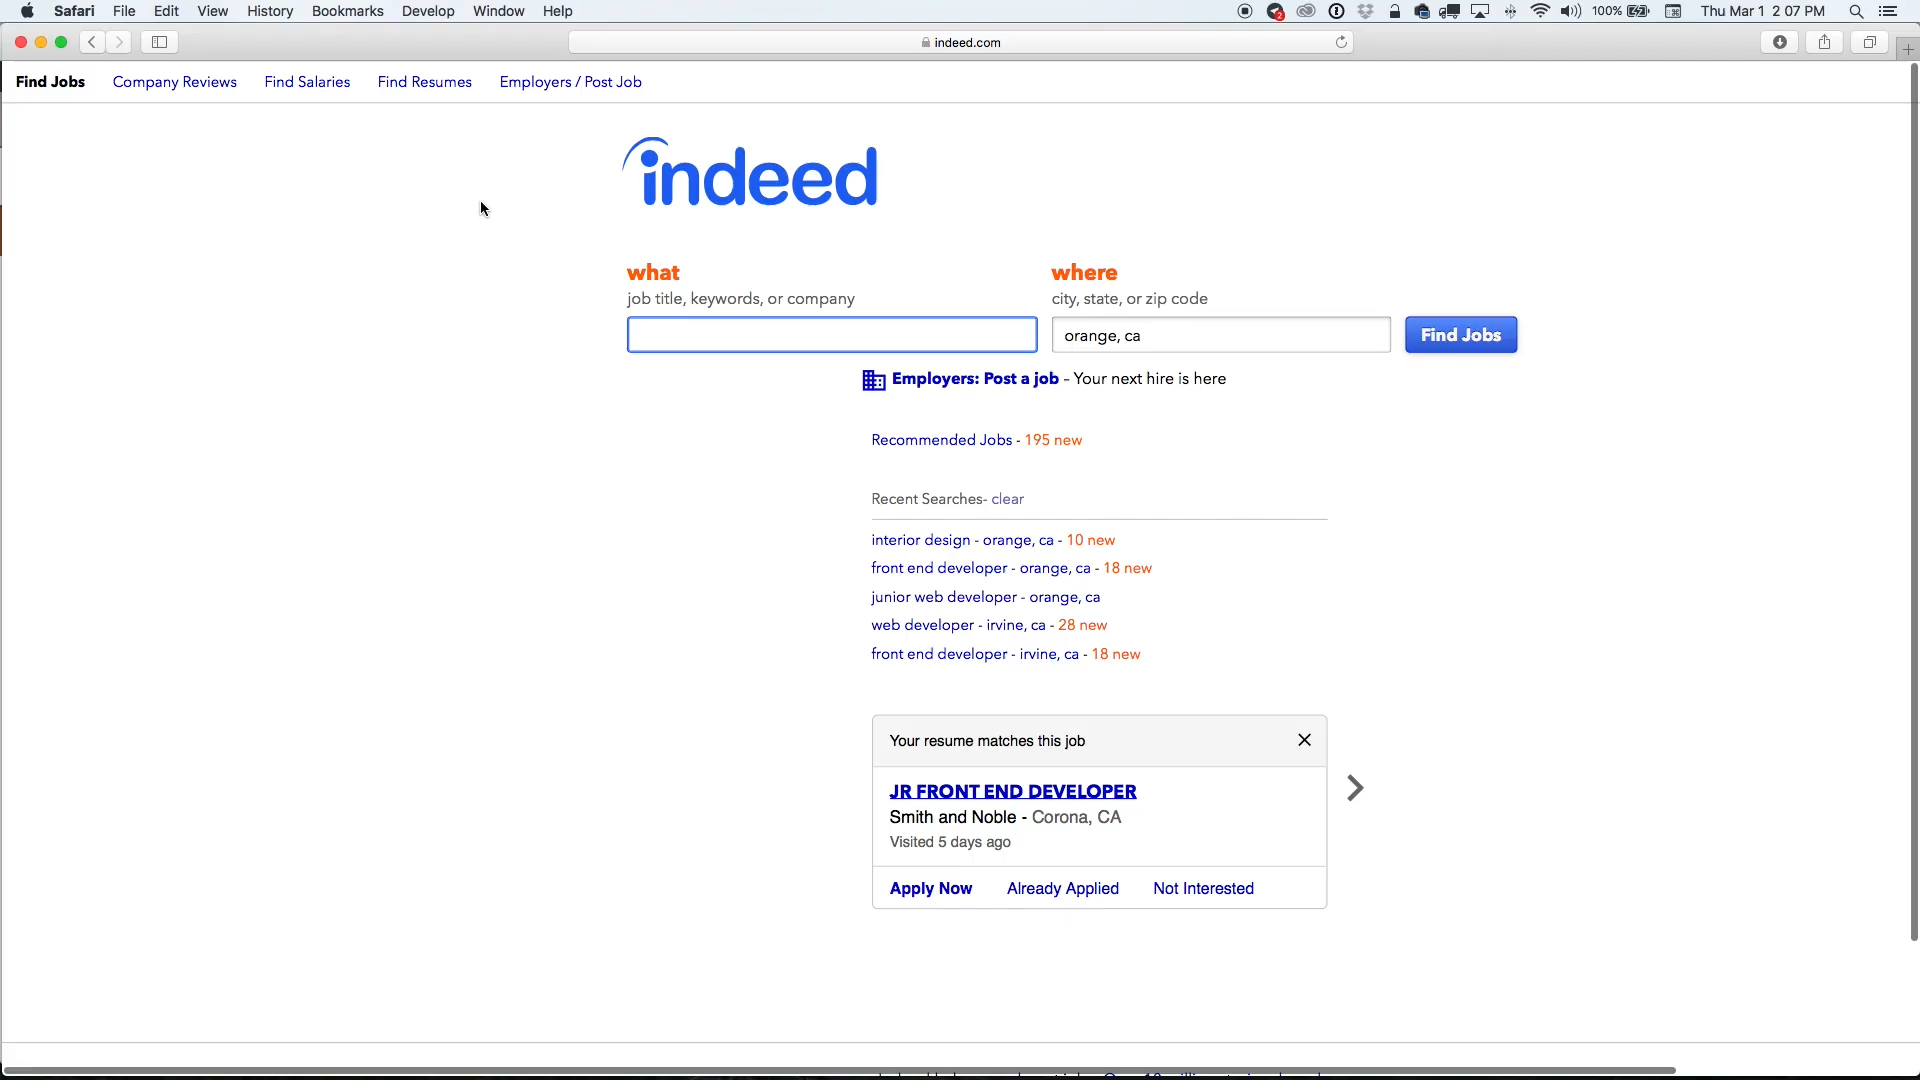 Safari File Edit View History Bookmarks Develop Window Help
2
100%
Thu Mar 1 2 07 PM
indeed.com
Find Jobs Company Reviews Find Salaries Find Resumes Employers / Post Job
indeed
what
where
job title, keywords, or company
city, state, or zip code
orange, ca
Find Jobs
Employers: Post a job - Your next hire is here
Recommended Jobs - 195 new
Recent Searches- clear
interior design - orange, ca - 10 new
front end developer - orange, ca - 18 new
junior web developer - orange, ca
web developer - irvine, ca - 28 new
front end developer - irvine, ca - 18 new
Your resume matches this job
JR FRONT END DEVELOPER
Smith and Noble - Corona, CA
Visited 5 days ago
Apply Now Already Applied Not Interested